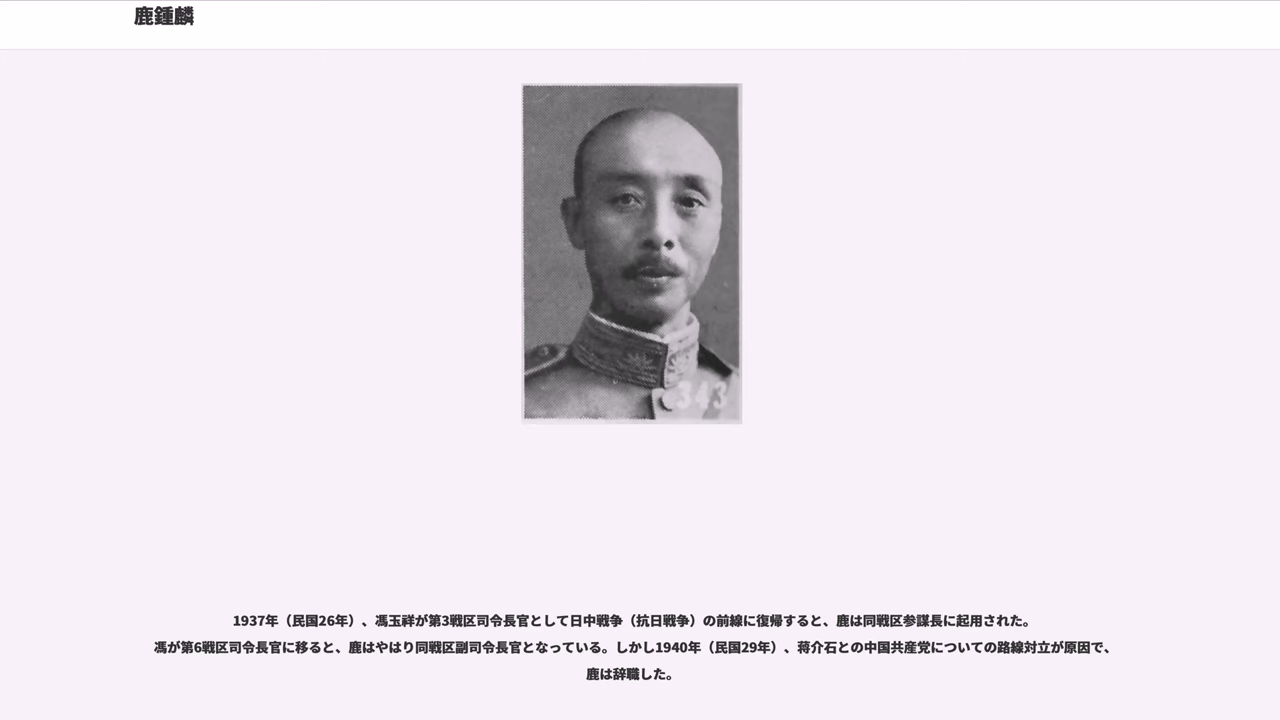 鹿鍾麟
343
1937年（民国26年）、馮玉祥が第3戦区司令長官として日中戦争（抗日戦争）の前線に復帰すると、鹿は同戦区参謀長に起用された。
馮が第6戦区司令長官に移ると、鹿はやはり同戦区副司令長官となっている。しかし1940年（民国29年）、蒋介石との中国共産党についての路線対立が原因で、
鹿は辞職した。